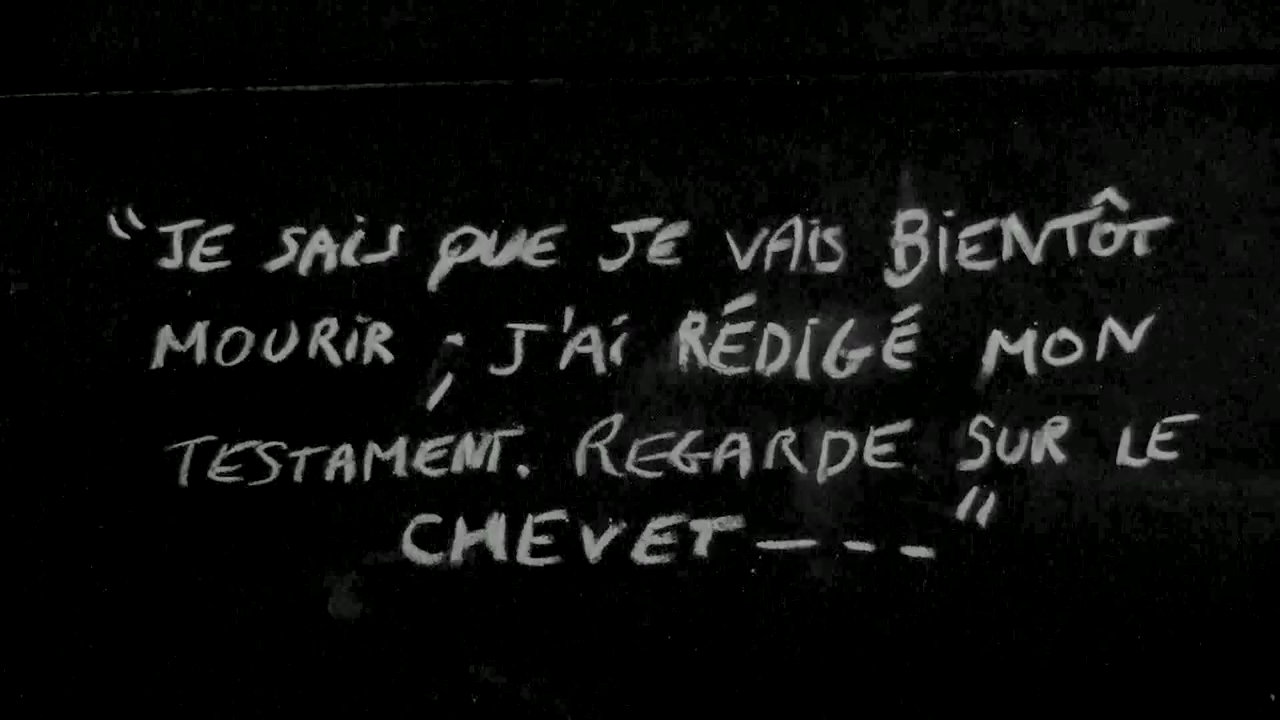 "JE SAIS QUE JE VAIS BIENTÔT
MOURIR ; J'AI RÉDIGÉ MON
TESTAMENT. REGARDE SUR LE
CHEVET---"